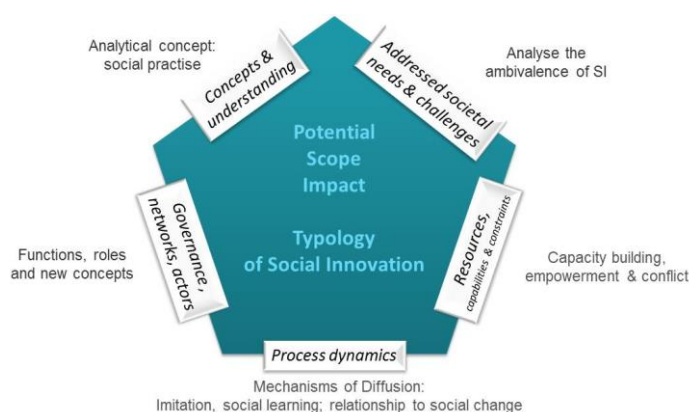 Analytical concept:
social practise
Concepts &
understanding
Addressed societal
needs & challenges
Analyse the
ambivalence of SI
Potential
Scope
Impact
Typology
of Social Innovation
Governance ,
networks, actors
Functions, roles
and new concepts
Resources,
capabilities & constraints
Capacity building,
empowerment & conflict
Process dynamics
Mechanisms of Diffusion:
Imitation, social learning; relationship to social change